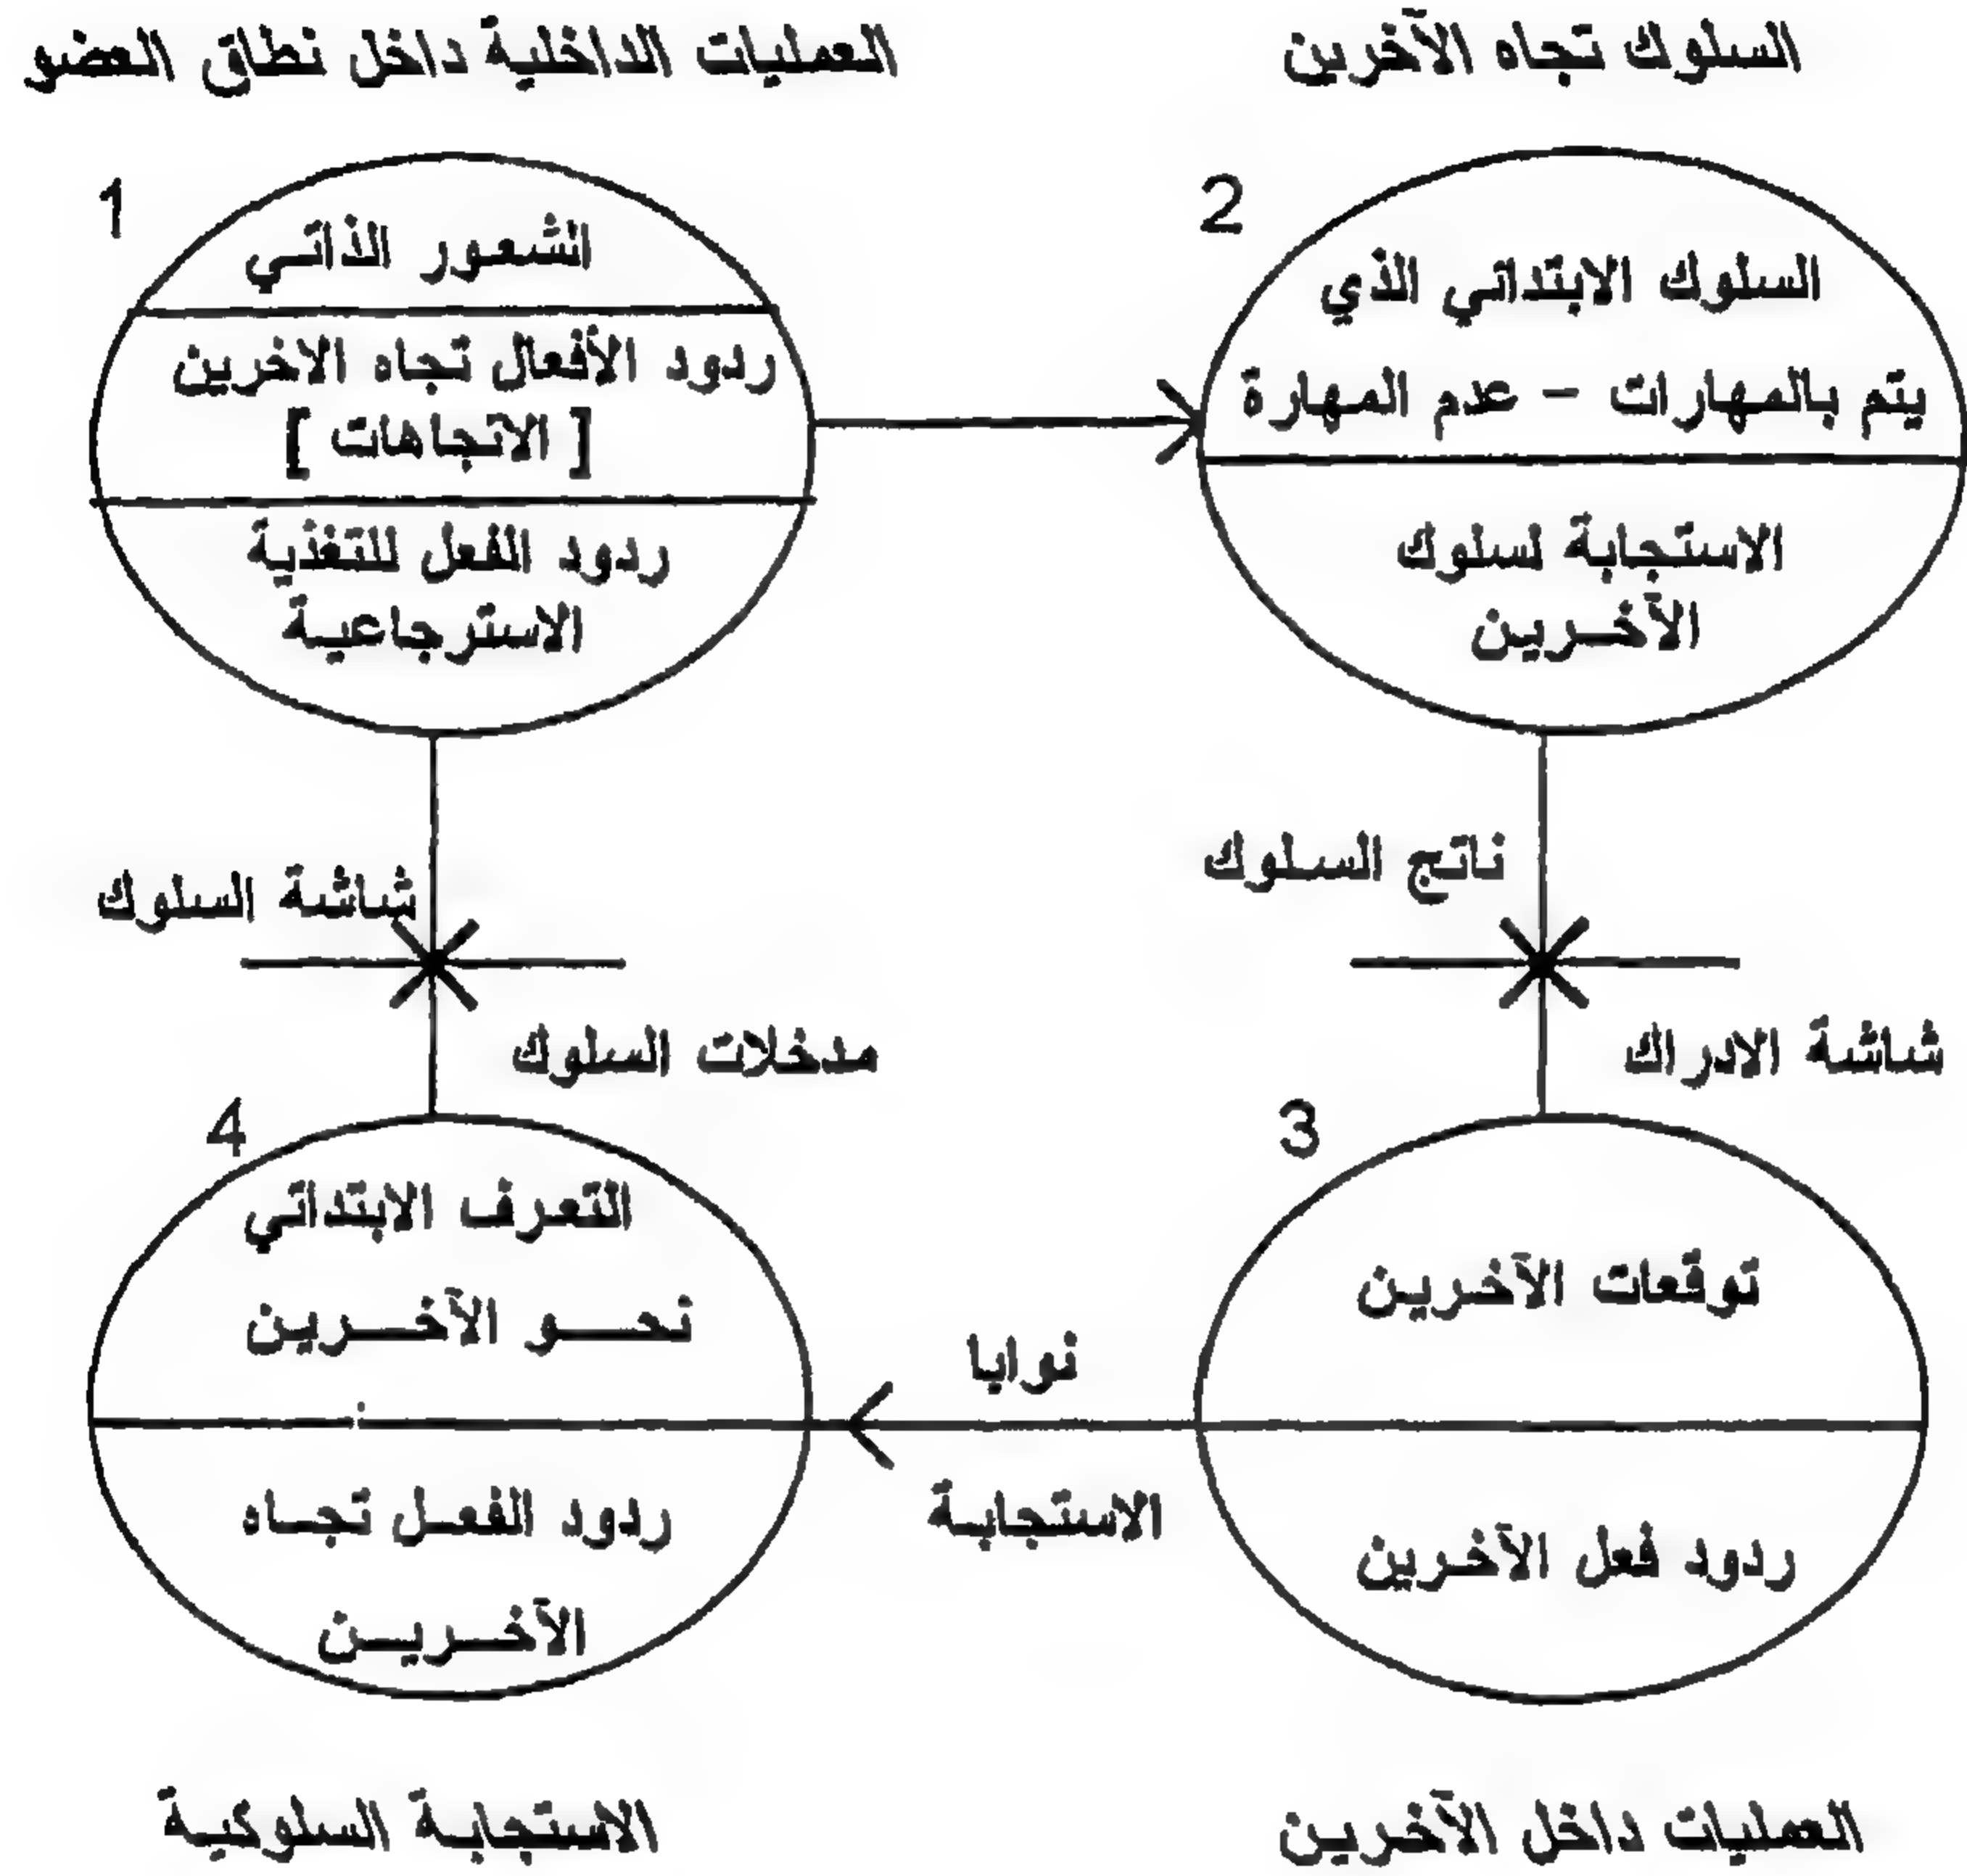 العمليات الداخلية داخل نطاق العضو
1
الشعور الذاتي
ردود الأفعال تجاه الاخرين
[ الاتجاهات ]
ردود الفعل للتغذية
الاسترجاعية
السلوك تجاه الآخرين
2
السلوك الابتدائي الذي
يتم بالمهارات - عدم المهارة
الاستجابة لسلوك
الآخرين
ناتج السلوك
شاشة الادراك
3
توقعات الآخرين
ردود فعل الآخرين
العمليات داخل الآخرين
نوايا
الاستجابة
شاشة السلوك
مدخلات السلوك
4
التعرف الابتدائي
نحو الآخرين
ردود الفعل تجاه
الآخرين
الاستجابة السلوكية